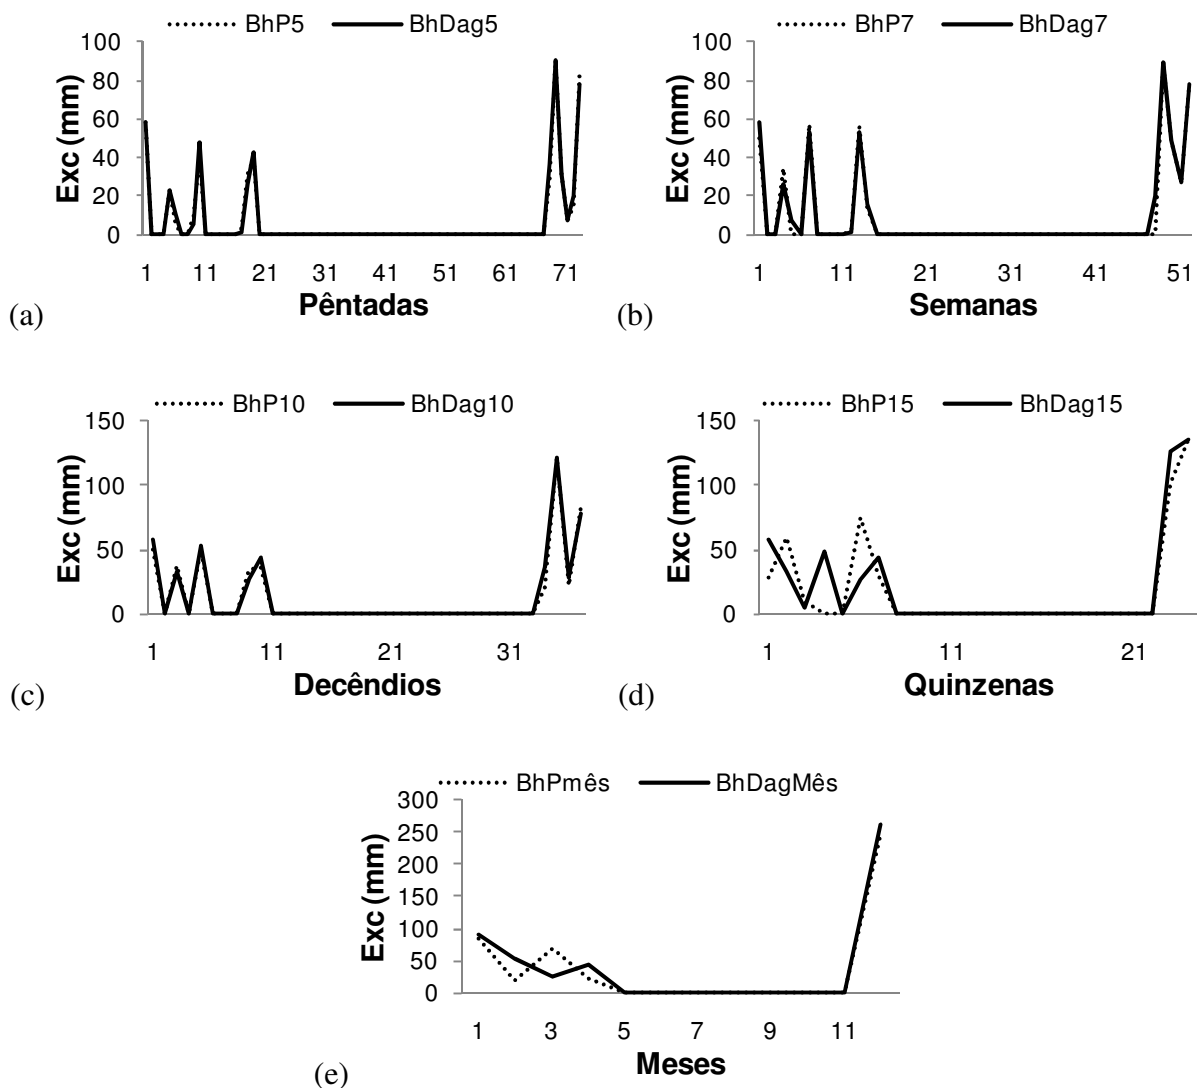 BhP5 BhDag5
100
80
60
40
20
0
Exc (mm)
1 11 21 31 41 51 61 71
Pêntadas
(a)
BhP7 BhDag7
100
80
60
40
20
0
Exc (mm)
1 11 21 31 41 51
Semanas
(b)
BhP10 BhDag10
150
100
50
0
Exc (mm)
1 11 21 31
Decêndios
(c)
BhP15 BhDag15
150
100
50
0
Exc (mm)
1 11 21
Quinzenas
(d)
BhPmês BhDagMês
300
250
200
150
100
50
0
Exc (mm)
1 3 5 7 9 11
Meses
(e)